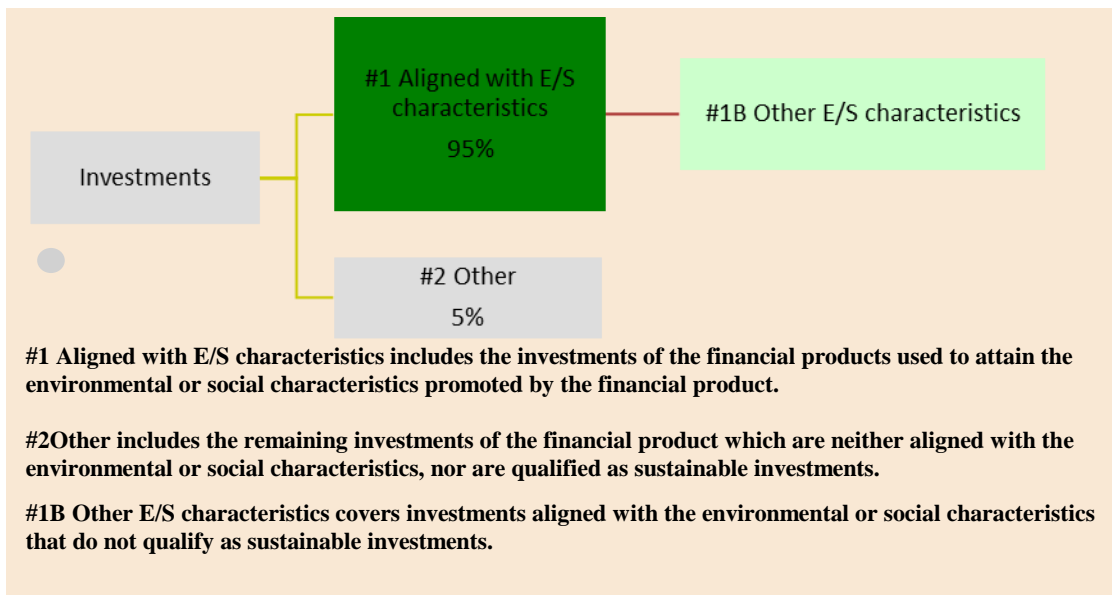 #1 Aligned with E/S
characteristics
95%
#1B Other E/S characteristics
Investments
#2 Other
5%
#1 Aligned with E/S characteristics includes the investments of the financial products used to attain the
environmental or social characteristics promoted by the financial product.
#2Other includes the remaining investments of the financial product which are neither aligned with the
environmental or social characteristics, nor are qualified as sustainable investments.
#1B Other E/S characteristics covers investments aligned with the environmental or social characteristics
that do not qualify as sustainable investments.